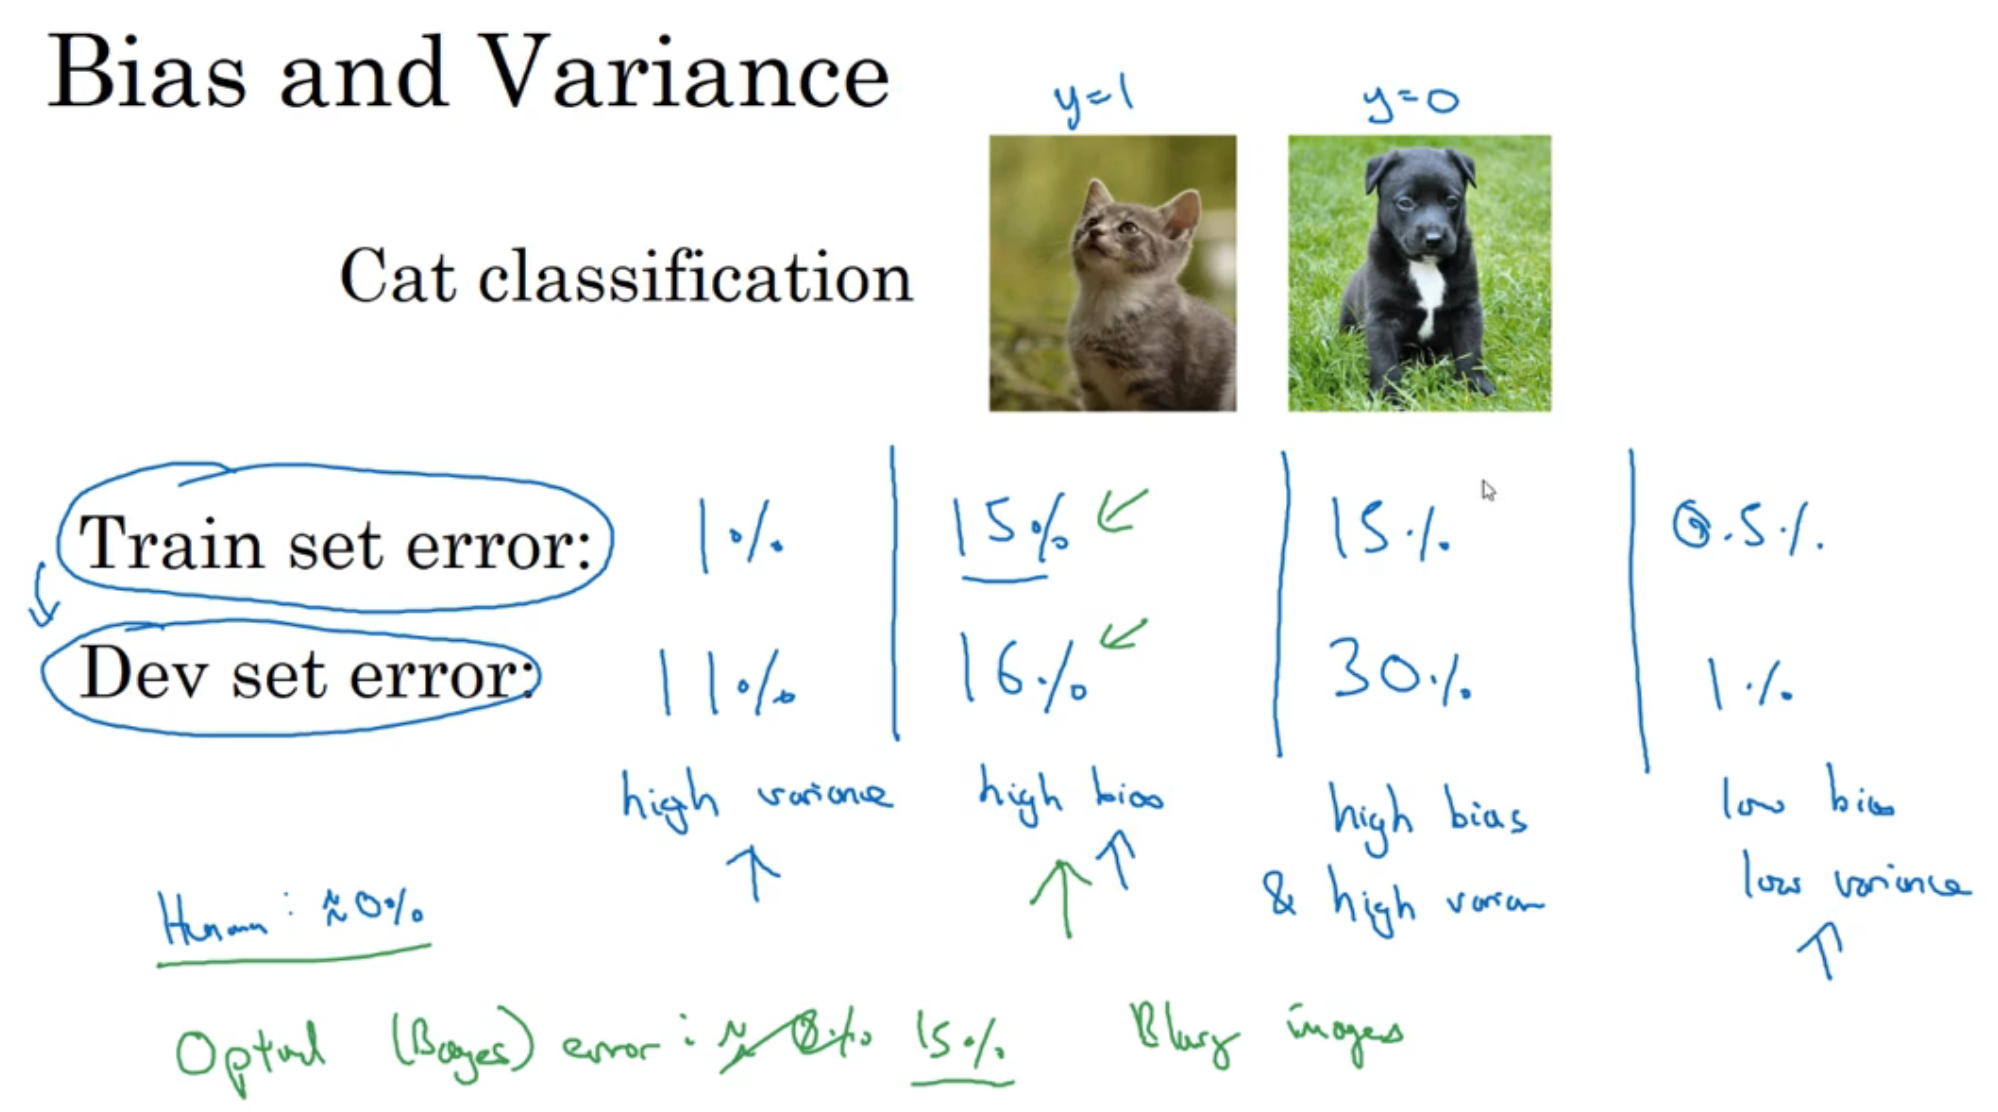 Bias and Variance
y=1 y=0
Cat classification
Train set error: 1% 15% 15% 0.5%
Dev set error: 11% 16% 30% 1%
high variance high bias high bias low bias
& high varian low variance
Human: ≈0%
Optimal (Bayes) error: ≈ 0% 15% Blurry images